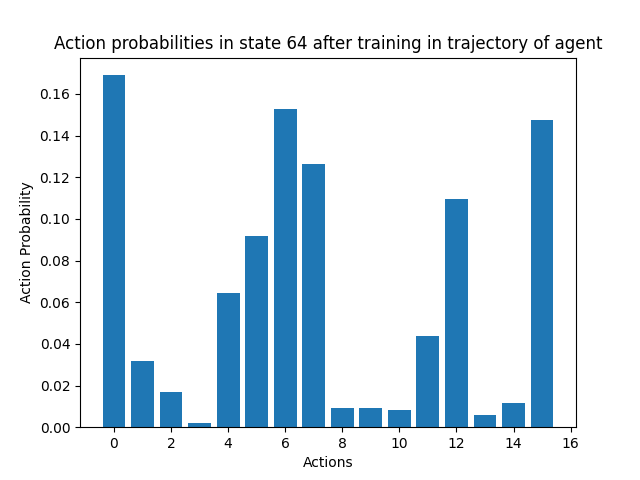 Action probabilities in state 64 after training in trajectory of agent
Action Probability
0.16
0.14
0.12
0.10
0.08
0.06
0.04
0.02
0.00
0 2 4 6 8 10 12 14 16
Actions